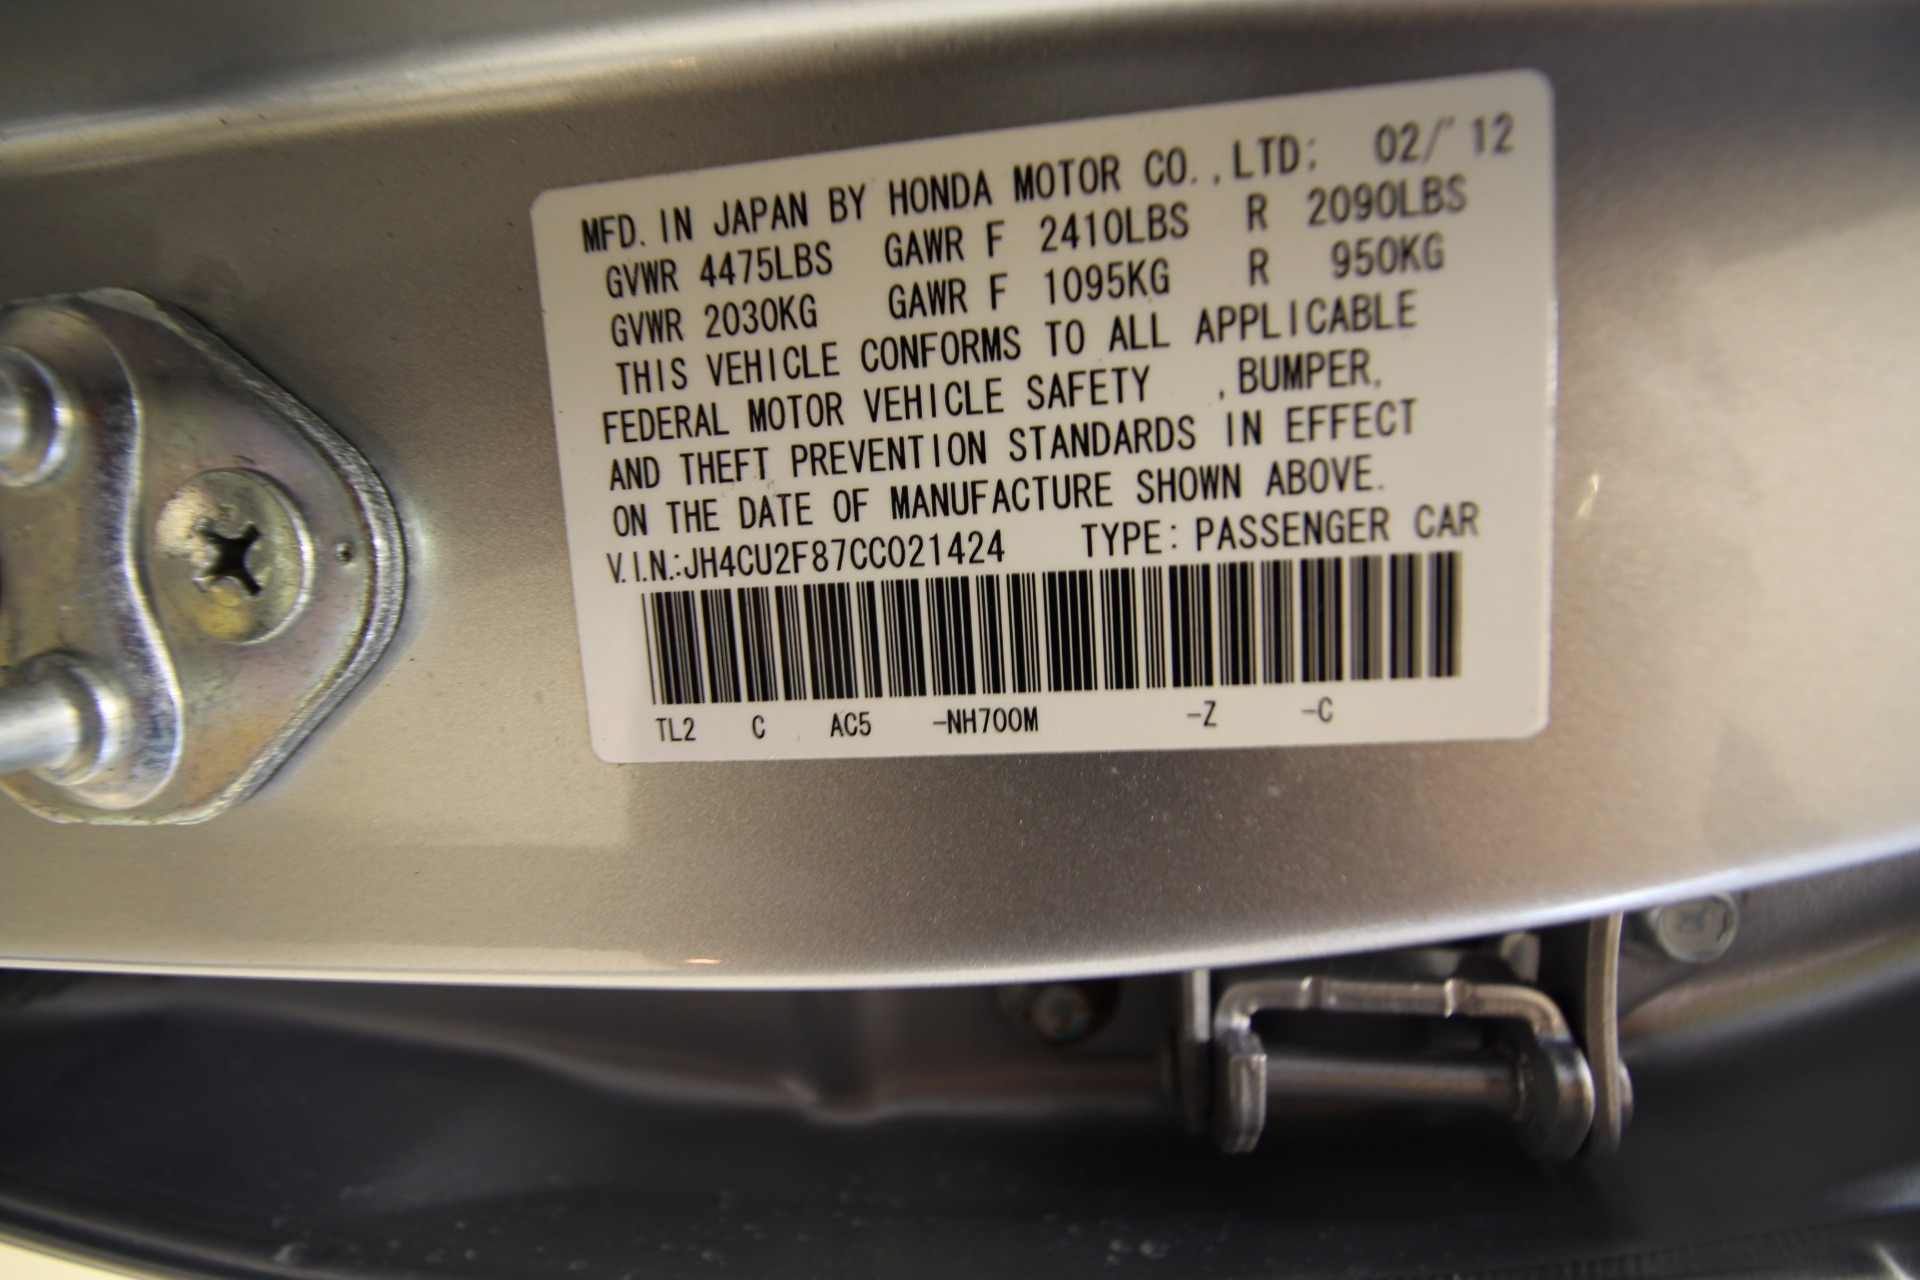 MFD. IN JAPAN BY HONDA MOTOR CO., LTD: 02/'12
GVWR 4475LBS GAWR F 2410LBS R 2090LBS
GVWR 2030KG GAWR F 1095KG R 950KG
THIS VEHICLE CONFORMS TO ALL APPLICABLE
FEDERAL MOTOR VEHICLE SAFETY , BUMPER,
AND THEFT PREVENTION STANDARDS IN EFFECT
ON THE DATE OF MANUFACTURE SHOWN ABOVE.
V.I.N.:JH4CU2F87CC021424 TYPE: PASSENGER CAR
TL2 C AC5 -NH700M -Z -C